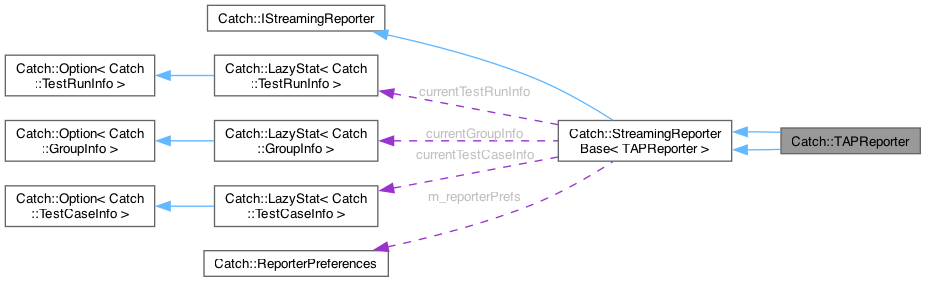 Catch::IStreamingReporter
Catch::Option< Catch
::TestRunInfo >
Catch::LazyStat< Catch
::TestRunInfo >
currentTestRunInfo
Catch::Option< Catch
::GroupInfo >
Catch::LazyStat< Catch
::GroupInfo >
currentGroupInfo
currentTestCaseInfo
Catch::StreamingReporter
Base< TAPReporter >
Catch::TAPReporter
Catch::Option< Catch
::TestCaseInfo >
Catch::LazyStat< Catch
::TestCaseInfo >
m_reporterPrefs
Catch::ReporterPreferences